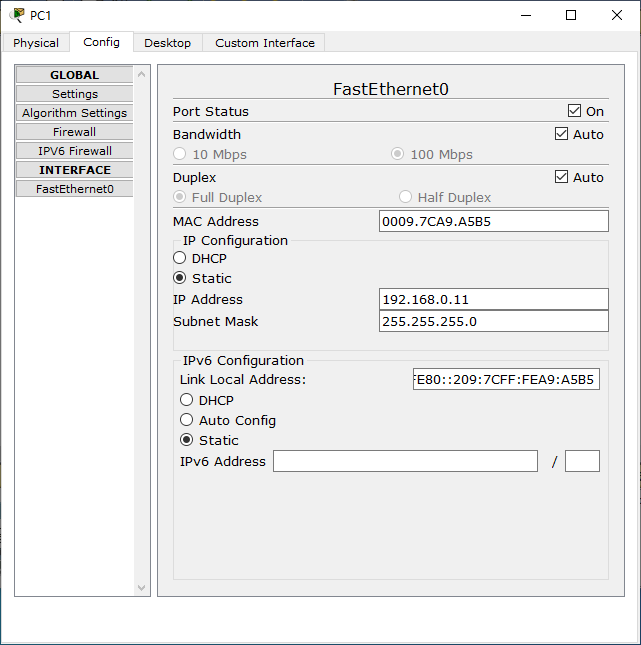 PC1
Physical Config Desktop Custom Interface
GLOBAL
Settings
Algorithm Settings
Firewall
IPV6 Firewall
INTERFACE
FastEthernet0
FastEthernet0
Port Status On
Bandwidth Auto
10 Mbps 100 Mbps
Duplex Auto
Full Duplex Half Duplex
MAC Address 0009.7CA9.A5B5
IP Configuration
DHCP
Static
IP Address 192.168.0.11
Subnet Mask 255.255.255.0
IPv6 Configuration
Link Local Address: FE80::209:7CFF:FEA9:A5B5
DHCP
Auto Config
Static
IPv6 Address /